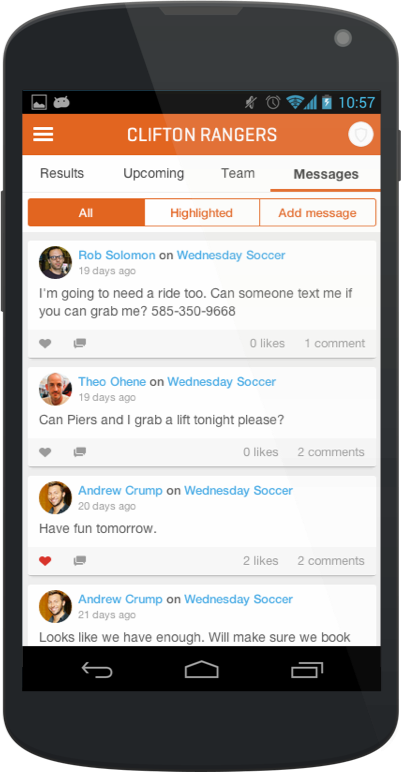 10:57
CLIFTON RANGERS
Results Upcoming Team Messages
All Highlighted Add message
Rob Solomon on Wednesday Soccer
19 days ago
I'm going to need a ride too. Can someone text me if
you can grab me? 585-350-9668
0 likes 1 comment
Theo Ohene on Wednesday Soccer
19 days ago
Can Piers and I grab a lift tonight please?
0 likes 2 comments
Andrew Crump on Wednesday Soccer
20 days ago
Have fun tomorrow.
2 likes 2 comments
Andrew Crump on Wednesday Soccer
21 days ago
Looks like we have enough. Will make sure we book